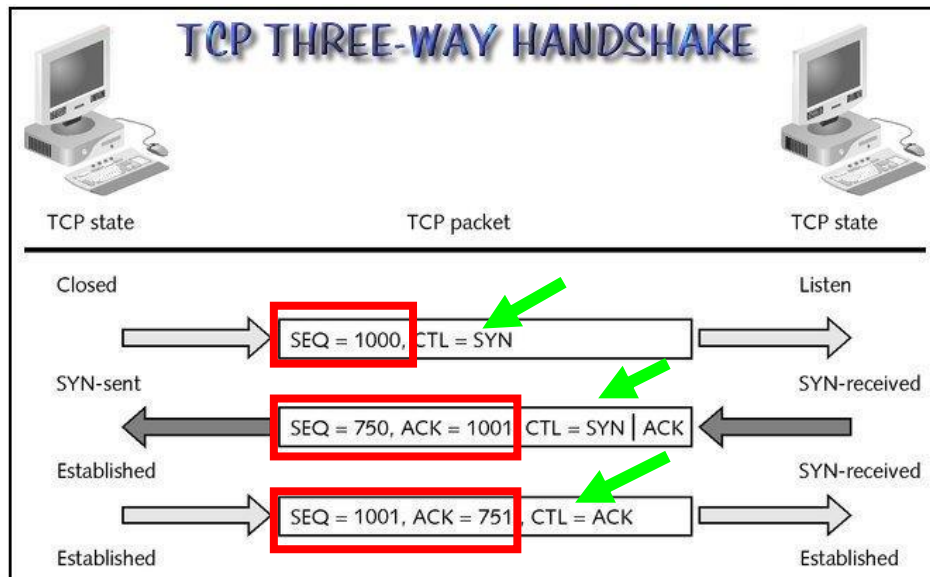 TCP THREE-WAY HANDSHAKE
TCP state TCP packet TCP state
Closed Listen
SEQ = 1000, CTL = SYN
SYN-sent SYN-received
SEQ = 750, ACK = 1001 CTL = SYN | ACK
Established SYN-received
SEQ = 1001, ACK = 751, CTL = ACK
Established Established